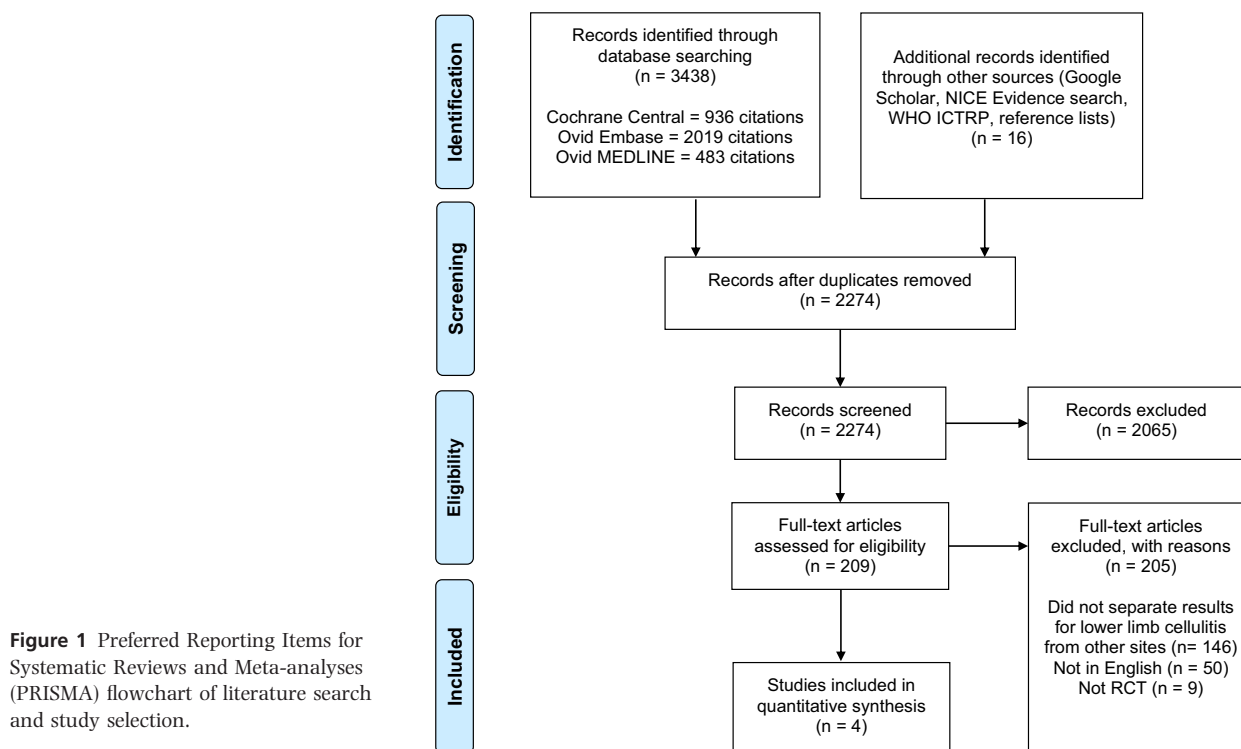 Identification
Records identified through
database searching
(n = 3438)
Cochrane Central = 936 citations
Ovid Embase = 2019 citations
Ovid MEDLINE = 483 citations
Additional records identified
through other sources (Google
Scholar, NICE Evidence search,
WHO ICTRP, reference lists)
(n = 16)
Screening
Records after duplicates removed
(n = 2274)
Records screened
(n = 2274)
Records excluded
(n = 2065)
Eligibility
Full-text articles
assessed for eligibility
(n = 209)
Full-text articles
excluded, with reasons
(n = 205)
Did not separate results
for lower limb cellulitis
from other sites (n= 146)
Not in English (n = 50)
Not RCT (n = 9)
Included
Studies included in
quantitative synthesis
(n = 4)
Figure 1 Preferred Reporting Items for
Systematic Reviews and Meta-analyses
(PRISMA) flowchart of literature search
and study selection.